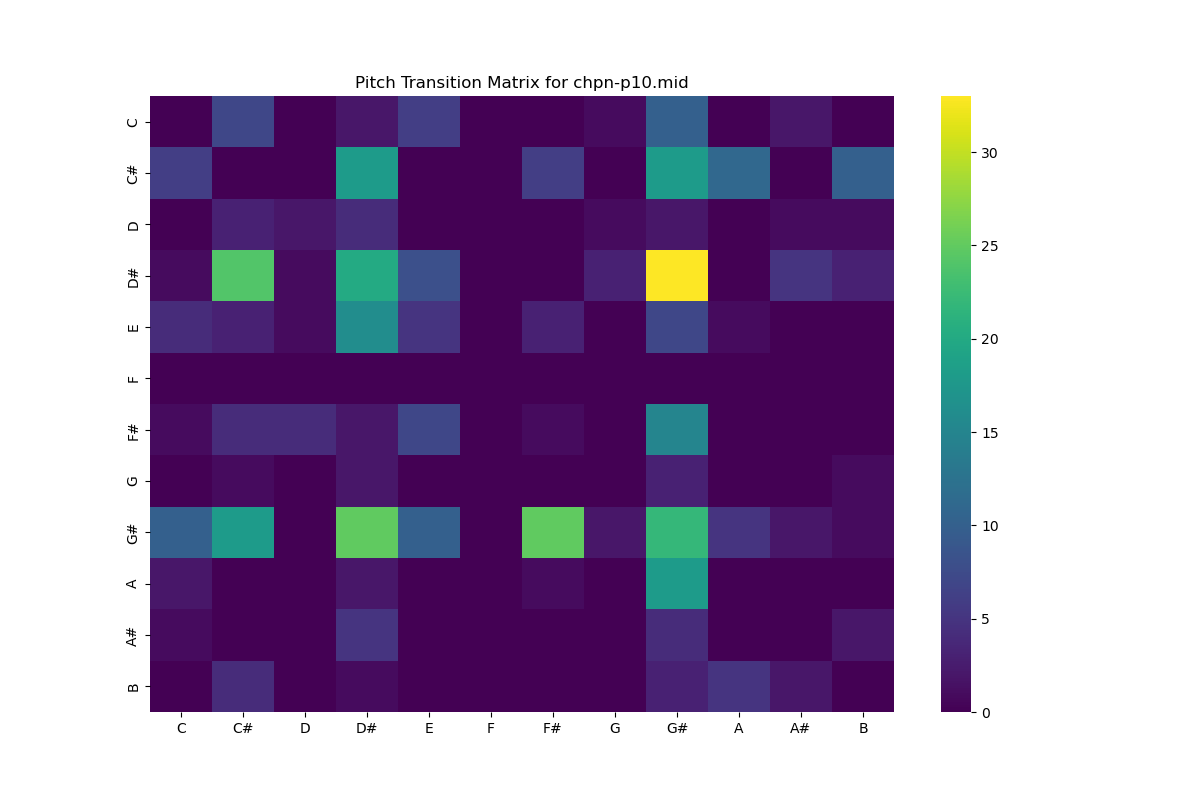 Pitch Transition Matrix for chpn-p10.mid
C
C#
D
D#
E
F
F#
G
G#
A
A#
B
C C# D D# E F F# G G# A A# B
30
25
20
15
10
5
0